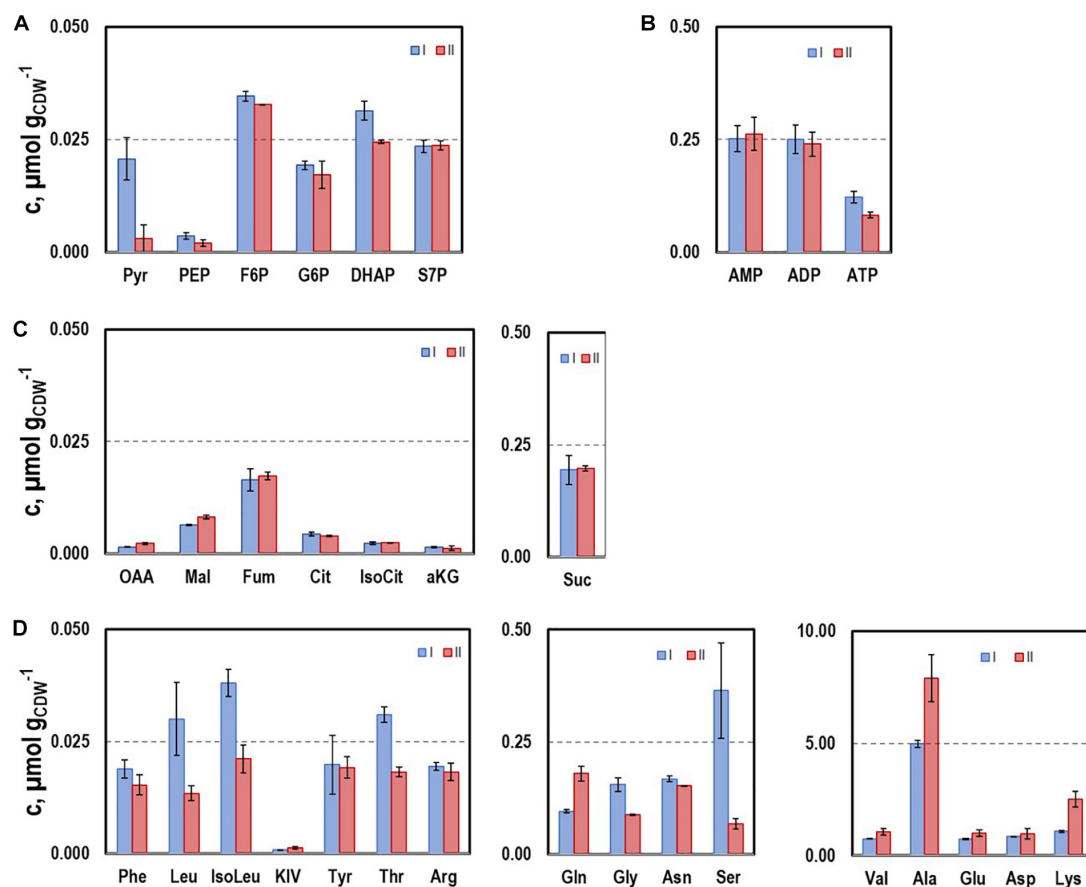 A
c, µmol gCDW⁻¹
0.050
0.025
0.000
I II
Pyr PEP F6P G6P DHAP S7P
B
0.50
0.25
0.00
I II
AMP ADP ATP
C
c, µmol gCDW⁻¹
0.050
0.025
0.000
I II
OAA Mal Fum Cit IsoCit aKG
0.50
0.25
0.00
I II
Suc
D
c, µmol gCDW⁻¹
0.050
0.025
0.000
I II
Phe Leu IsoLeu KIV Tyr Thr Arg
0.50
0.25
0.00
I II
Gln Gly Asn Ser
10.00
5.00
0.00
I II
Val Ala Glu Asp Lys